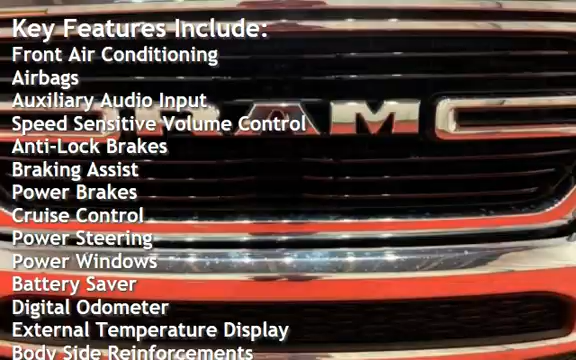 Key Features Include:
Front Air Conditioning
Airbags
Auxiliary Audio Input
RAM
Speed Sensitive Volume Control
Anti-Lock Brakes
Braking Assist
Power Brakes
Cruise Control
Power Steering
Power Windows
Battery Saver
Digital Odometer
External Temperature Display
Body Side Reinforcements